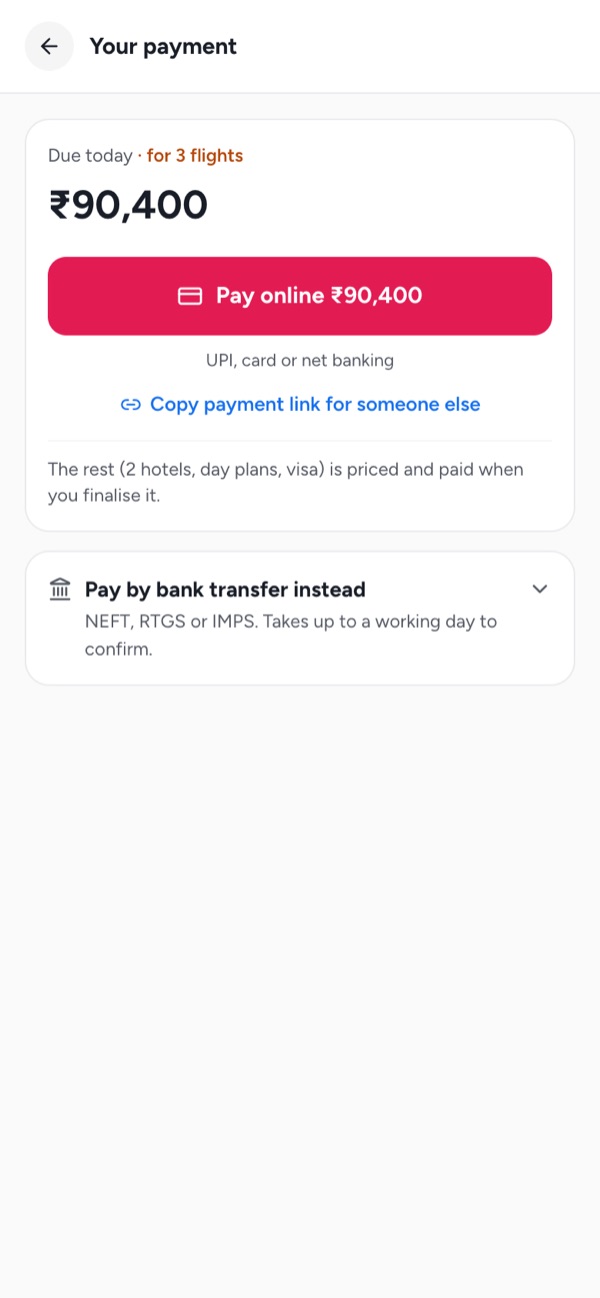 Your payment
Due today · for 3 flights
₹90,400
Pay online ₹90,400
UPI, card or net banking
Copy payment link for someone else
The rest (2 hotels, day plans, visa) is priced and paid when
you finalise it.
Pay by bank transfer instead
NEFT, RTGS or IMPS. Takes up to a working day to
confirm.